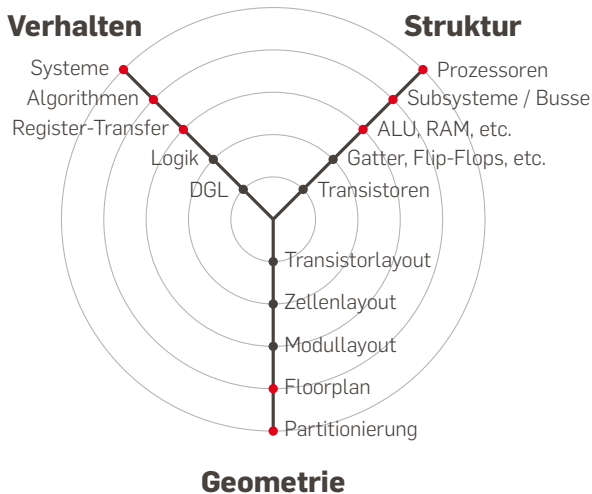 Verhalten
Struktur
Systeme
Prozessoren
Algorithmen
Subsysteme / Busse
Register-Transfer
ALU, RAM, etc.
Logik
Gatter, Flip-Flops, etc.
DGL
Transistoren
Transistorlayout
Zellenlayout
Modullayout
Floorplan
Partitionierung
Geometrie